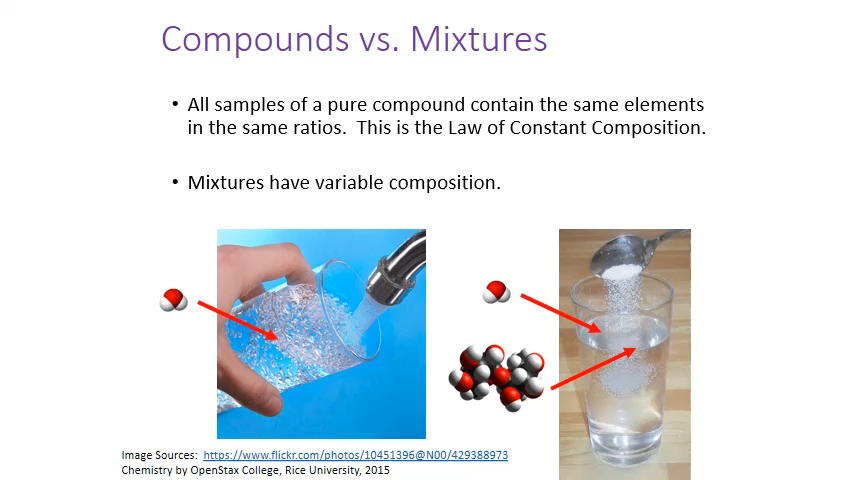 Compounds vs. Mixtures
• All samples of a pure compound contain the same elements
in the same ratios.  This is the Law of Constant Composition.
• Mixtures have variable composition.
Image Sources:  https://www.flickr.com/photos/10451396@N00/429388973
Chemistry by OpenStax College, Rice University, 2015